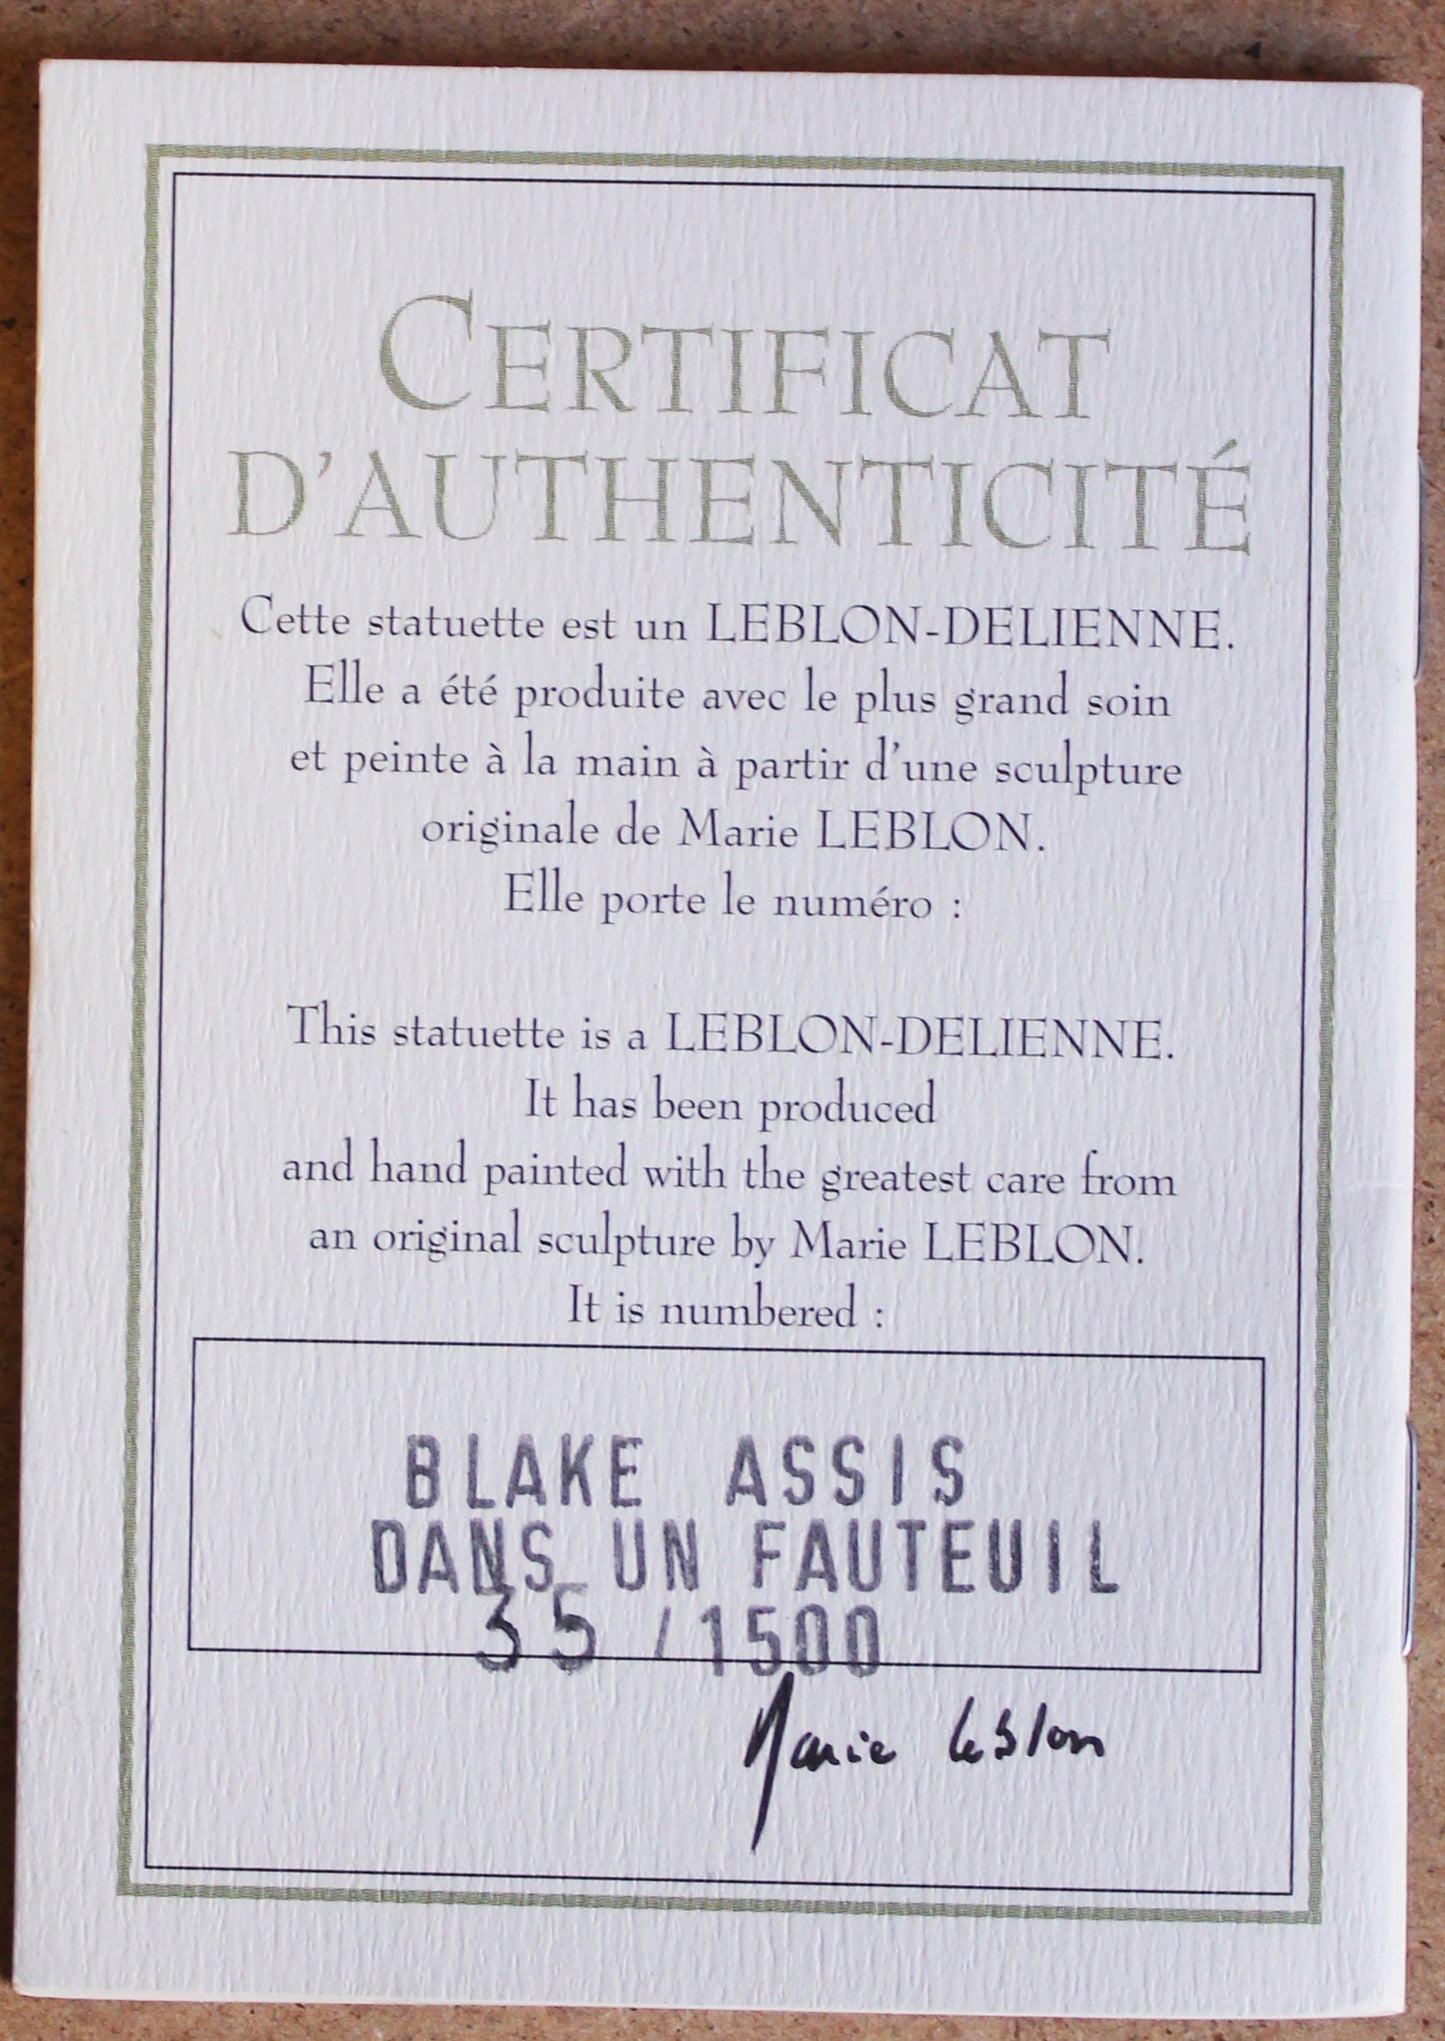 CERTIFICAT
D'AUTHENTICITÉ
Cette statuette est un LEBLON-DELIENNE.
Elle a été produite avec le plus grand soin
et peinte à la main à partir d'une sculpture
originale de Marie LEBLON.
Elle porte le numéro :
This statuette is a LEBLON-DELIENNE.
It has been produced
and hand painted with the greatest care from
an original sculpture by Marie LEBLON.
It is numbered :
BLAKE ASSIS
DANS UN FAUTEUIL
35 /1500
Marie Leblon